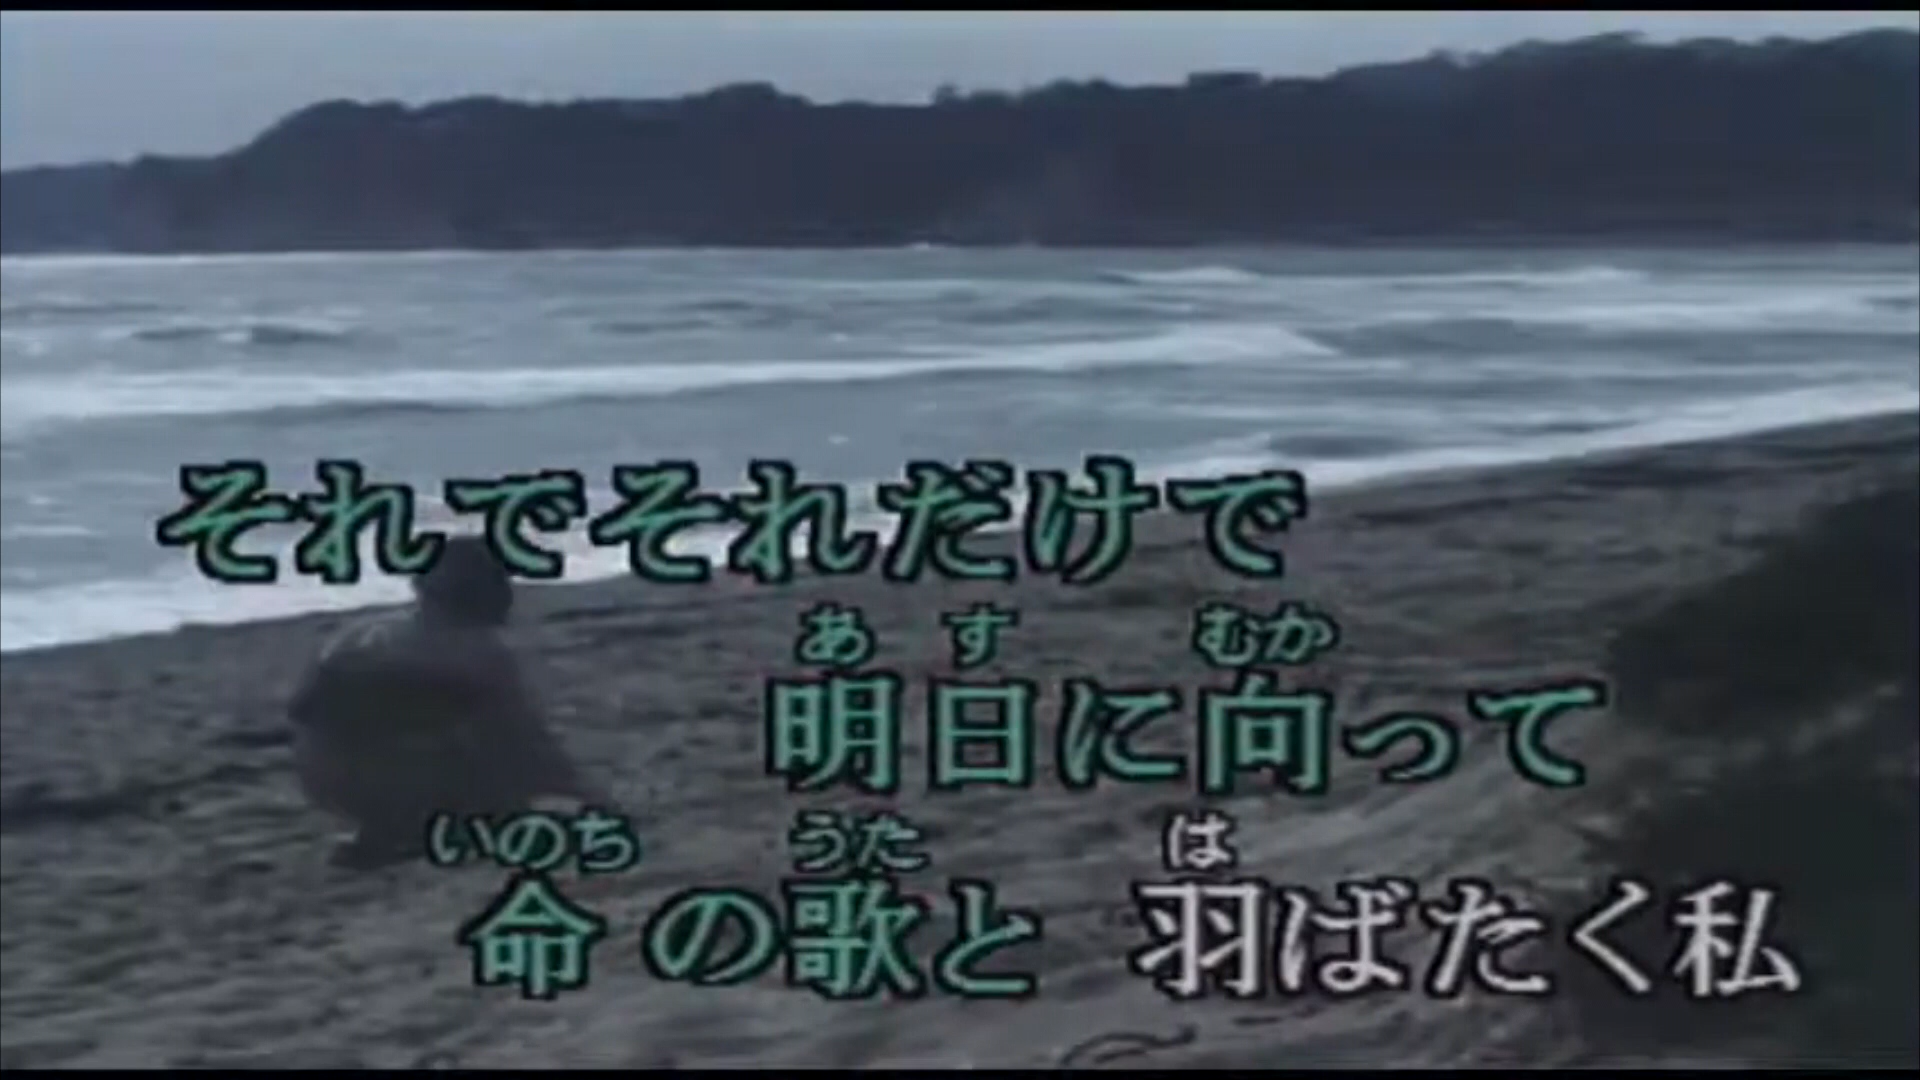 それでそれだけで
あす むか
明日に向って
いのち うた は
命の歌と 羽ばたく私